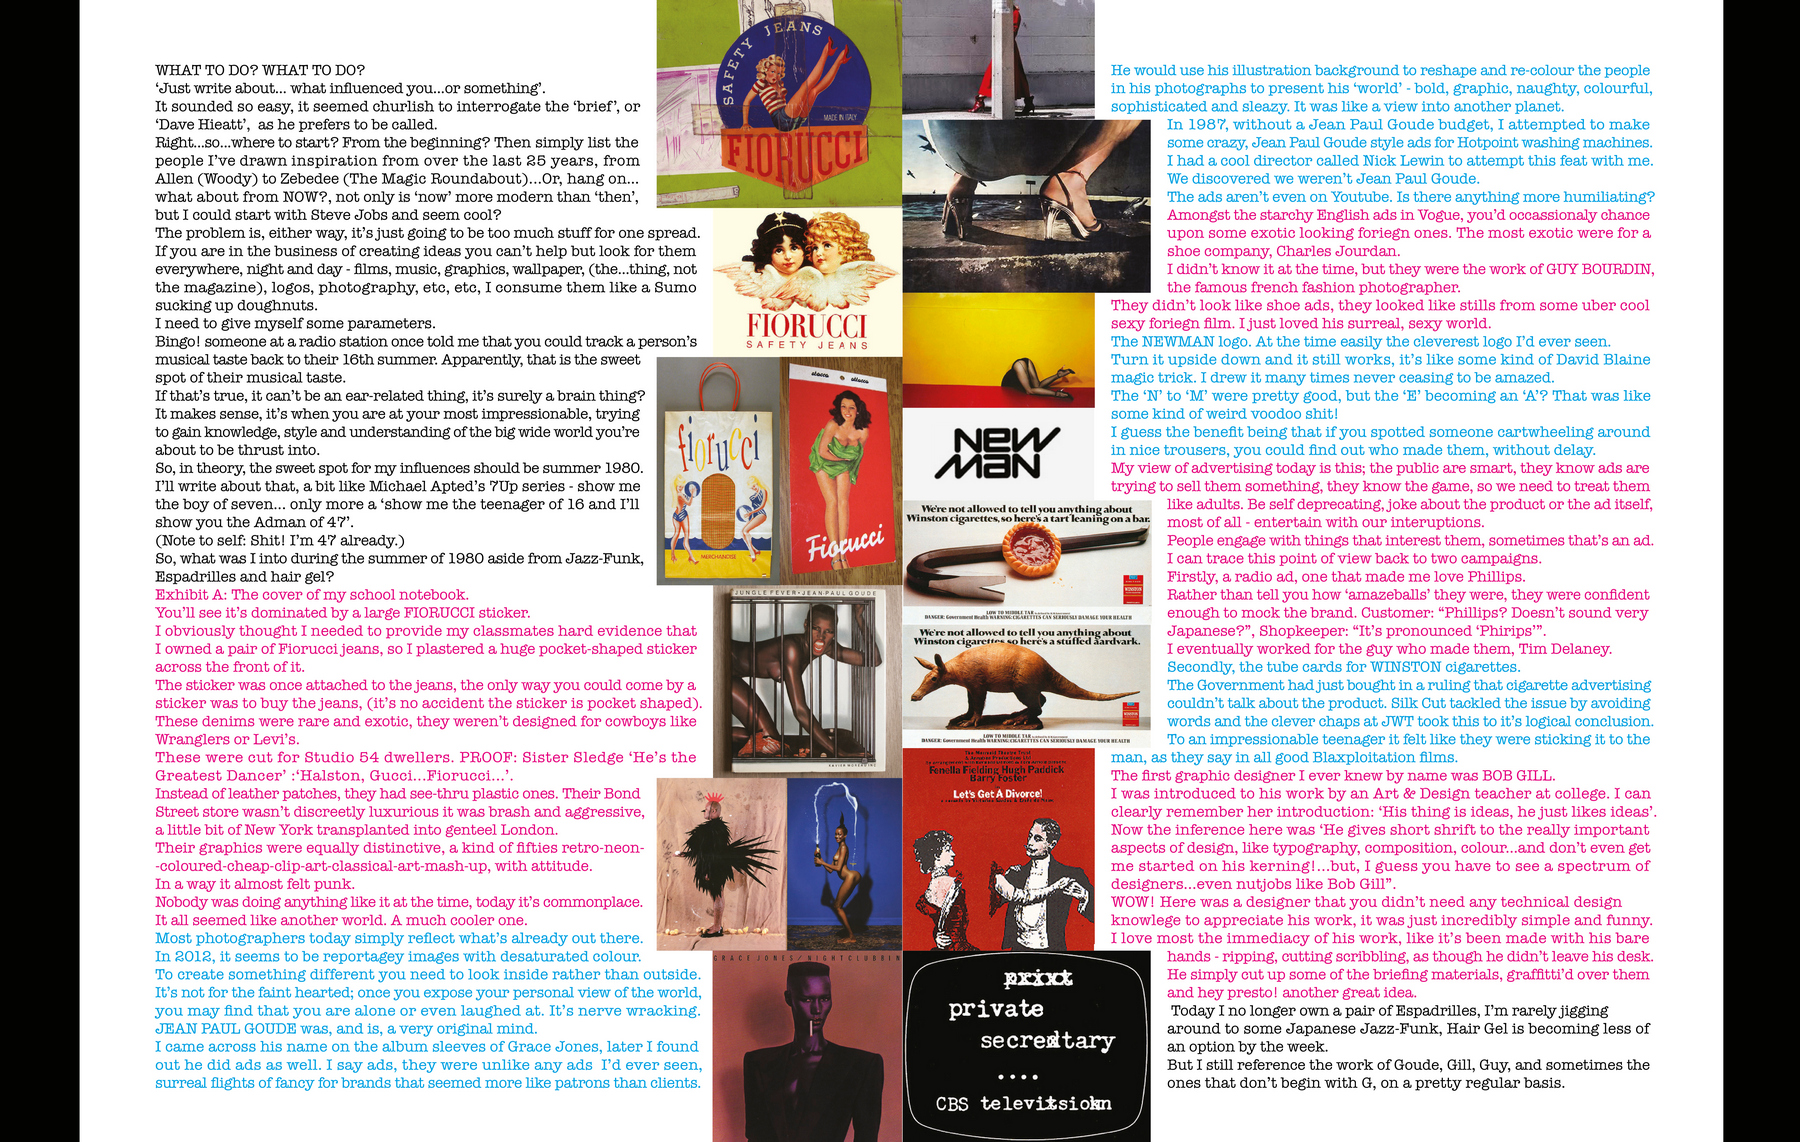 WHAT TO DO? WHAT TO DO?
‘Just write about... what influenced you...or something’.
It sounded so easy, it seemed churlish to interrogate the ‘brief’, or
‘Dave Hieatt’, as he prefers to be called.
Right...so...where to start? From the beginning? Then simply list the
people I’ve drawn inspiration from over the last 25 years, from
Allen (Woody) to Zebedee (The Magic Roundabout)...Or, hang on...
what about from NOW?, not only is ‘now’ more modern than ‘then’,
but I could start with Steve Jobs and seem cool?
The problem is, either way, it’s just going to be too much stuff for one spread.
If you are in the business of creating ideas you can’t help but look for them
everywhere, night and day - films, music, graphics, wallpaper, (the...thing, not
the magazine), logos, photography, etc, etc, I consume them like a Sumo
sucking up doughnuts.
I need to give myself some parameters.
Bingo! someone at a radio station once told me that you could track a person’s
musical taste back to their 16th summer. Apparently, that is the sweet
spot of their musical taste.
If that’s true, it can’t be an ear-related thing, it’s surely a brain thing?
It makes sense, it’s when you are at your most impressionable, trying
to gain knowledge, style and understanding of the big wide world you’re
about to be thrust into.
So, in theory, the sweet spot for my influences should be summer 1980.
I’ll write about that, a bit like Michael Apted’s 7Up series - show me
the boy of seven... only more a ‘show me the teenager of 16 and I’ll
show you the Adman of 47’.
(Note to self: Shit! I’m 47 already.)
So, what was I into during the summer of 1980 aside from Jazz-Funk,
Espadrilles and hair gel?
Exhibit A: The cover of my school notebook.
You’ll see it’s dominated by a large FIORUCCI sticker.
I obviously thought I needed to provide my classmates hard evidence that
I owned a pair of Fiorucci jeans, so I plastered a huge pocket-shaped sticker
across the front of it.
The sticker was once attached to the jeans, the only way you could come by a
sticker was to buy the jeans, (it’s no accident the sticker is pocket shaped).
These denims were rare and exotic, they weren’t designed for cowboys like
Wranglers or Levi’s.
These were cut for Studio 54 dwellers. PROOF: Sister Sledge ‘He’s the
Greatest Dancer’ :‘Halston, Gucci...Fiorucci...’.
Instead of leather patches, they had see-thru plastic ones. Their Bond
Street store wasn’t discreetly luxurious it was brash and aggressive,
a little bit of New York transplanted into genteel London.
Their graphics were equally distinctive, a kind of fifties retro-neon-
-coloured-cheap-clip-art-classical-art-mash-up, with attitude.
In a way it almost felt punk.
Nobody was doing anything like it at the time, today it’s commonplace.
It all seemed like another world. A much cooler one.
Most photographers today simply reflect what’s already out there.
In 2012, it seems to be reportagey images with desaturated colour.
To create something different you need to look inside rather than outside.
It’s not for the faint hearted; once you expose your personal view of the world,
you may find that you are alone or even laughed at. It’s nerve wracking.
JEAN PAUL GOUDE was, and is, a very original mind.
I came across his name on the album sleeves of Grace Jones, later I found
out he did ads as well. I say ads, they were unlike any ads I’d ever seen,
surreal flights of fancy for brands that seemed more like patrons than clients.
SAFETY JEANS
MADE IN ITALY
FIORUCCI
FIORUCCI
SAFETY JEANS
fiorucci
MERCHANDISE
stucco stucco
Fiorucci
JUNGLE FEVER · JEAN-PAUL GOUDE
XAVIER MOREAU INC
GRACE JONES/NIGHTCLUBBIN
NEW
MAN
We’re not allowed to tell you anything about
Winston cigarettes, so here’s a tart leaning on a bar.
LOW TO MIDDLE TAR
DANGER: Government Health WARNING: CIGARETTES CAN SERIOUSLY DAMAGE YOUR HEALTH
We’re not allowed to tell you anything about
Winston cigarettes so here’s a stuffed aardvark.
LOW TO MIDDLE TAR
DANGER: Government Health WARNING: CIGARETTES CAN SERIOUSLY DAMAGE YOUR HEALTH
Fenella Fielding Hugh Paddick
Barry Foster
Let’s Get A Divorce!
private
secretary
....
CBS television
He would use his illustration background to reshape and re-colour the people
in his photographs to present his ‘world’ - bold, graphic, naughty, colourful,
sophisticated and sleazy. It was like a view into another planet.
In 1987, without a Jean Paul Goude budget, I attempted to make
some crazy, Jean Paul Goude style ads for Hotpoint washing machines.
I had a cool director called Nick Lewin to attempt this feat with me.
We discovered we weren’t Jean Paul Goude.
The ads aren’t even on Youtube. Is there anything more humiliating?
Amongst the starchy English ads in Vogue, you’d occassionaly chance
upon some exotic looking foriegn ones. The most exotic were for a
shoe company, Charles Jourdan.
I didn’t know it at the time, but they were the work of GUY BOURDIN,
the famous french fashion photographer.
They didn’t look like shoe ads, they looked like stills from some uber cool
sexy foriegn film. I just loved his surreal, sexy world.
The NEWMAN logo. At the time easily the cleverest logo I’d ever seen.
Turn it upside down and it still works, it’s like some kind of David Blaine
magic trick. I drew it many times never ceasing to be amazed.
The ‘N’ to ‘M’ were pretty good, but the ‘E’ becoming an ‘A’? That was like
some kind of weird voodoo shit!
I guess the benefit being that if you spotted someone cartwheeling around
in nice trousers, you could find out who made them, without delay.
My view of advertising today is this; the public are smart, they know ads are
trying to sell them something, they know the game, so we need to treat them
like adults. Be self deprecating, joke about the product or the ad itself,
most of all - entertain with our interuptions.
People engage with things that interest them, sometimes that’s an ad.
I can trace this point of view back to two campaigns.
Firstly, a radio ad, one that made me love Phillips.
Rather than tell you how ‘amazeballs’ they were, they were confident
enough to mock the brand. Customer: “Phillips? Doesn’t sound very
Japanese?”, Shopkeeper: “It’s pronounced ‘Phirips’”.
I eventually worked for the guy who made them, Tim Delaney.
Secondly, the tube cards for WINSTON cigarettes.
The Government had just bought in a ruling that cigarette advertising
couldn’t talk about the product. Silk Cut tackled the issue by avoiding
words and the clever chaps at JWT took this to it’s logical conclusion.
To an impressionable teenager it felt like they were sticking it to the
man, as they say in all good Blaxploitation films.
The first graphic designer I ever knew by name was BOB GILL.
I was introduced to his work by an Art & Design teacher at college. I can
clearly remember her introduction: ‘His thing is ideas, he just likes ideas’.
Now the inference here was ‘He gives short shrift to the really important
aspects of design, like typography, composition, colour...and don’t even get
me started on his kerning!...but, I guess you have to see a spectrum of
designers...even nutjobs like Bob Gill”.
WOW! Here was a designer that you didn’t need any technical design
knowlege to appreciate his work, it was just incredibly simple and funny.
I love most the immediacy of his work, like it’s been made with his bare
hands - ripping, cutting scribbling, as though he didn’t leave his desk.
He simply cut up some of the briefing materials, graffitti’d over them
and hey presto! another great idea.
Today I no longer own a pair of Espadrilles, I’m rarely jigging
around to some Japanese Jazz-Funk, Hair Gel is becoming less of
an option by the week.
But I still reference the work of Goude, Gill, Guy, and sometimes the
ones that don’t begin with G, on a pretty regular basis.